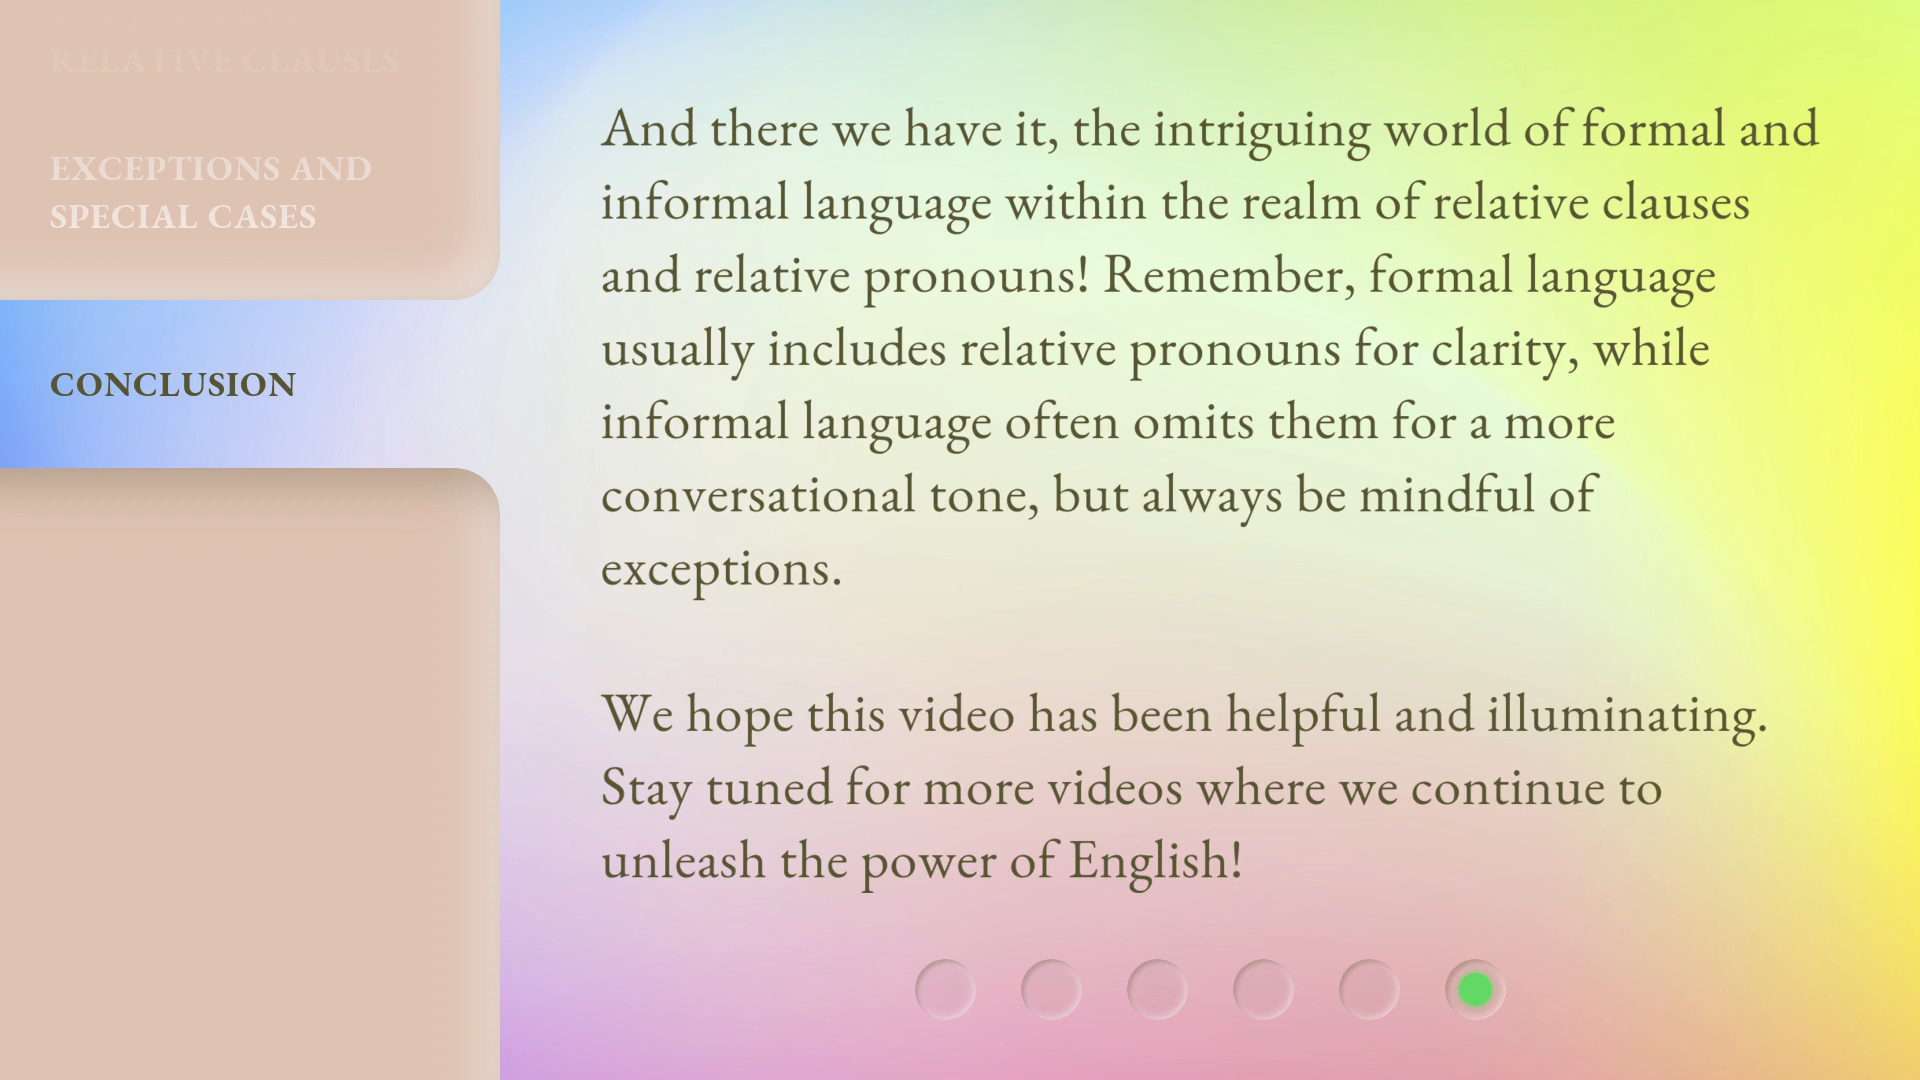 RELATIVE CLAUSES
EXCEPTIONS AND
SPECIAL CASES
CONCLUSION
And there we have it, the intriguing world of formal and
informal language within the realm of relative clauses
and relative pronouns! Remember, formal language
usually includes relative pronouns for clarity, while
informal language often omits them for a more
conversational tone, but always be mindful of
exceptions.
We hope this video has been helpful and illuminating.
Stay tuned for more videos where we continue to
unleash the power of English!